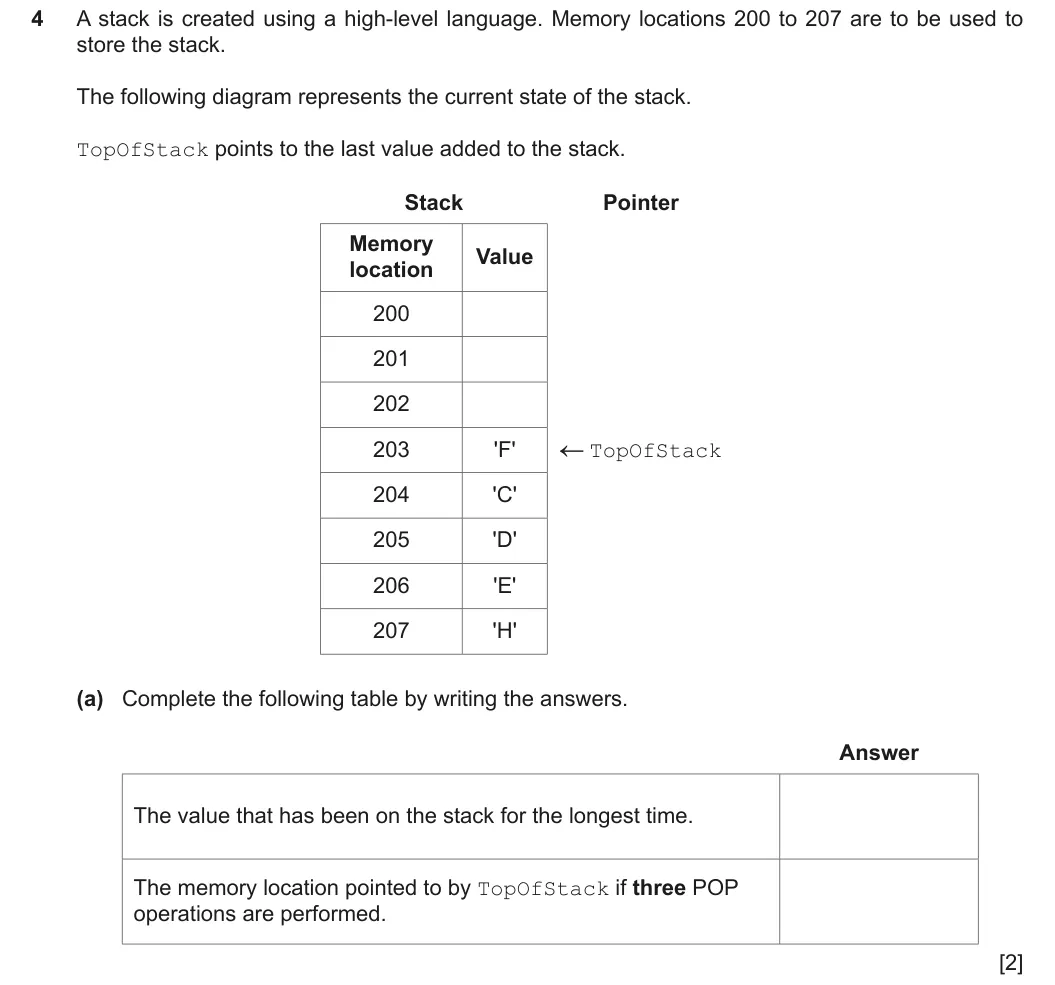 4 A stack is created using a high-level language. Memory locations 200 to 207 are to be used to
store the stack.
The following diagram represents the current state of the stack.
TopOfStack points to the last value added to the stack.
Stack Pointer
Memory
location Value
200
201
202
203 'F' ← TopOfStack
204 'C'
205 'D'
206 'E'
207 'H'
(a) Complete the following table by writing the answers.
Answer
The value that has been on the stack for the longest time.
The memory location pointed to by TopOfStack if three POP
operations are performed.
[2]